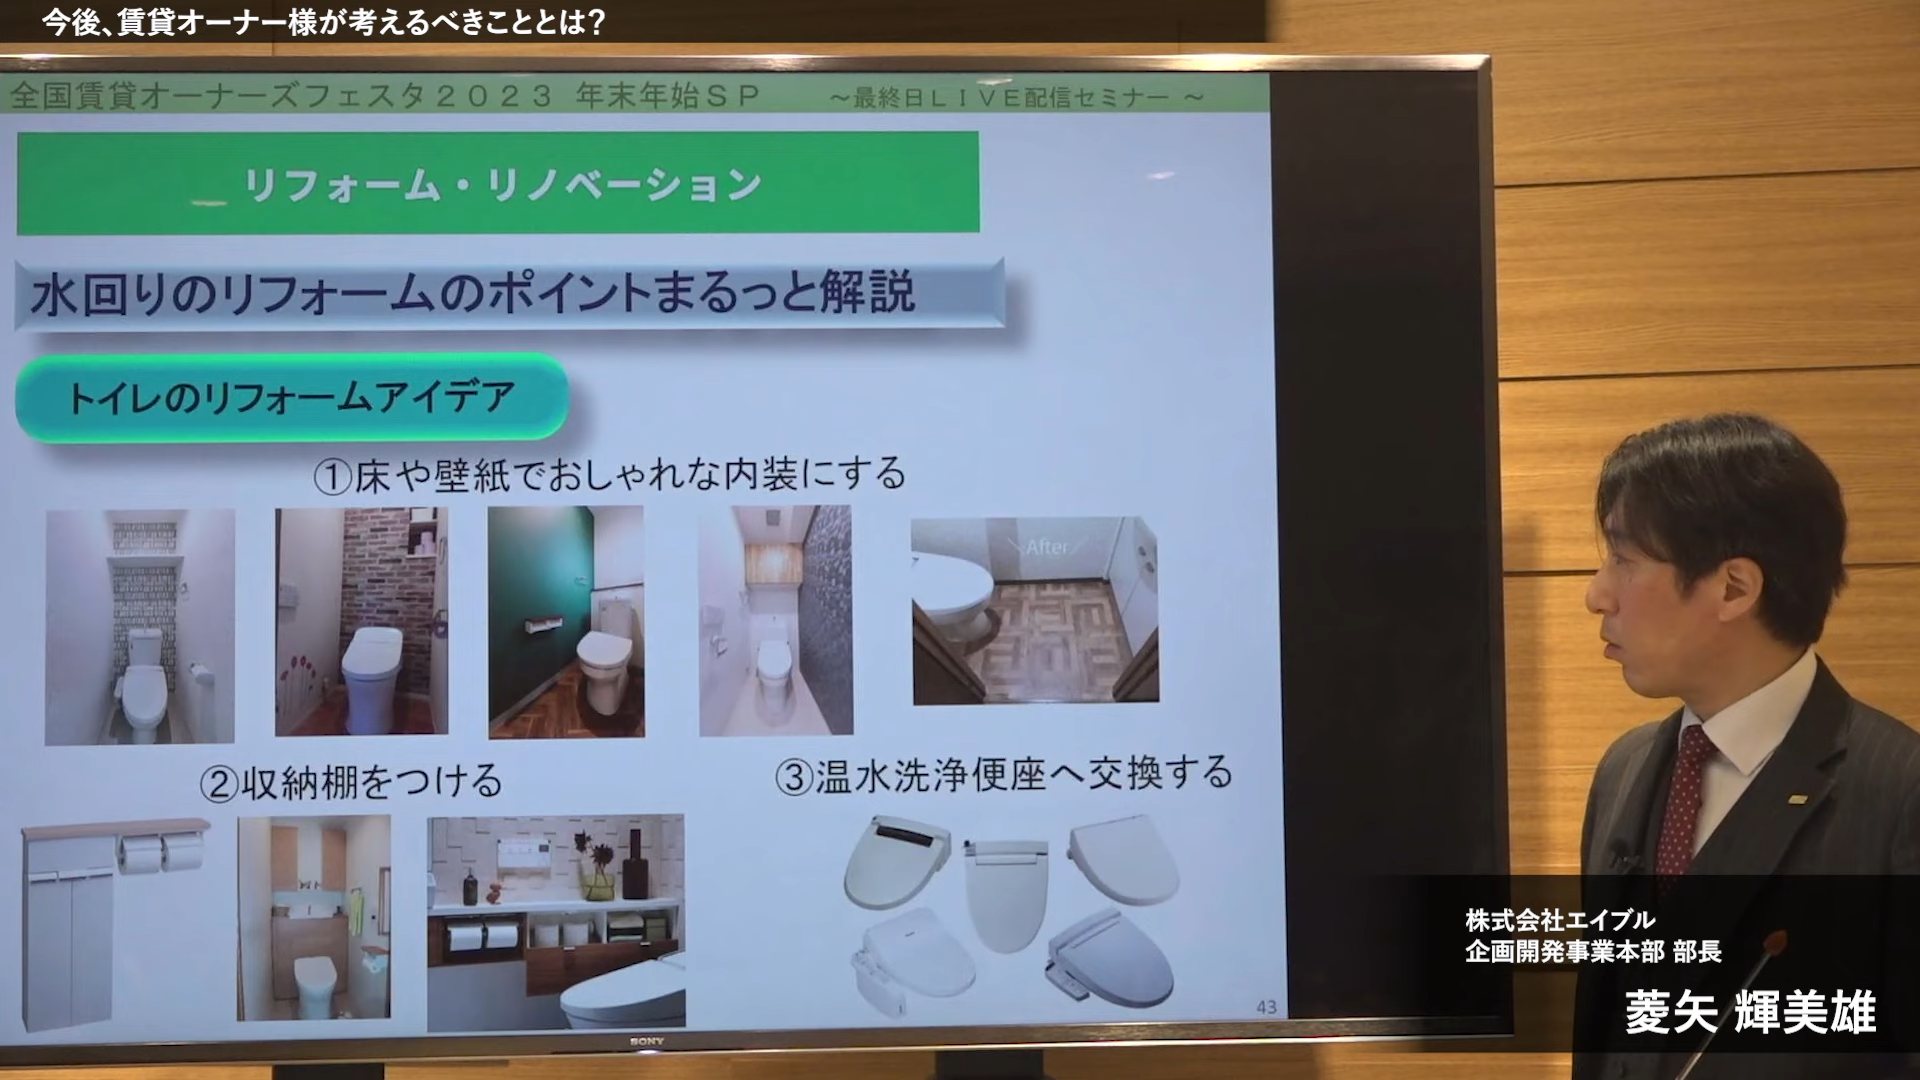 今後、賃貸オーナー様が考えるべきこととは？
全国賃貸オーナーズフェスタ２０２３ 年末年始ＳＰ ～最終日ＬＩＶＥ配信セミナー ～
リフォーム・リノベーション
水回りのリフォームのポイントまるっと解説
トイレのリフォームアイデア
①床や壁紙でおしゃれな内装にする
After
②収納棚をつける
③温水洗浄便座へ交換する
43
SONY
株式会社エイブル
企画開発事業本部 部長
菱矢 輝美雄